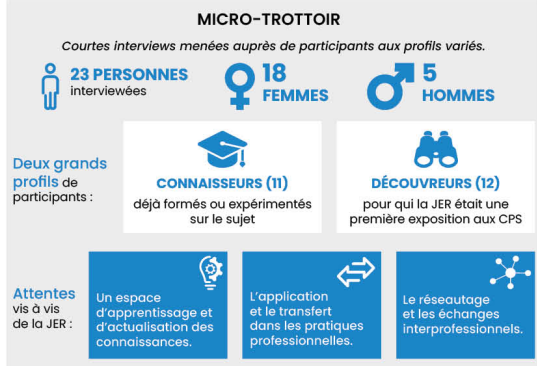 MICRO-TROTTOIR
Courtes interviews menées auprès de participants aux profils variés.
23 PERSONNES
interviewées
18
FEMMES
5
HOMMES
Deux grands
profils de
participants :
CONNAISSEURS (11)
déjà formés ou expérimentés
sur le sujet
DÉCOUVREURS (12)
pour qui la JER était une
première exposition aux CPS
Attentes
vis à vis
de la JER :
Un espace
d'apprentissage et
d'actualisation des
connaissances.
L'application
et le transfert
dans les pratiques
professionnelles.
Le réseautage
et les échanges
interprofessionnels.